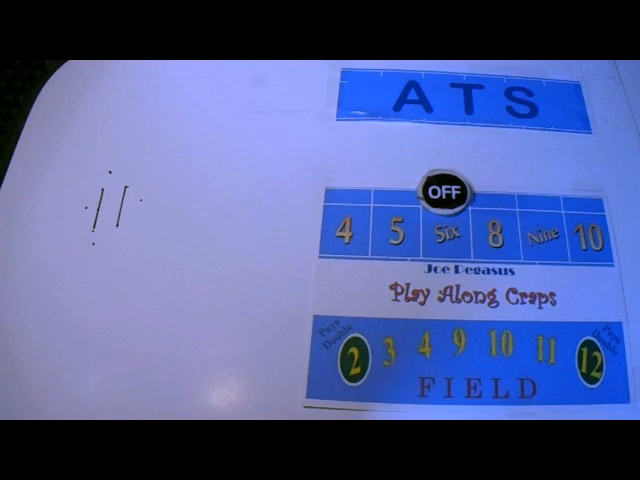 ATS
OFF
4 5 Six 8 Nine 10
Joe Pegasus
Play Along Craps
Pays Double 2 3 4 9 10 11 12 Pays Double
FIELD